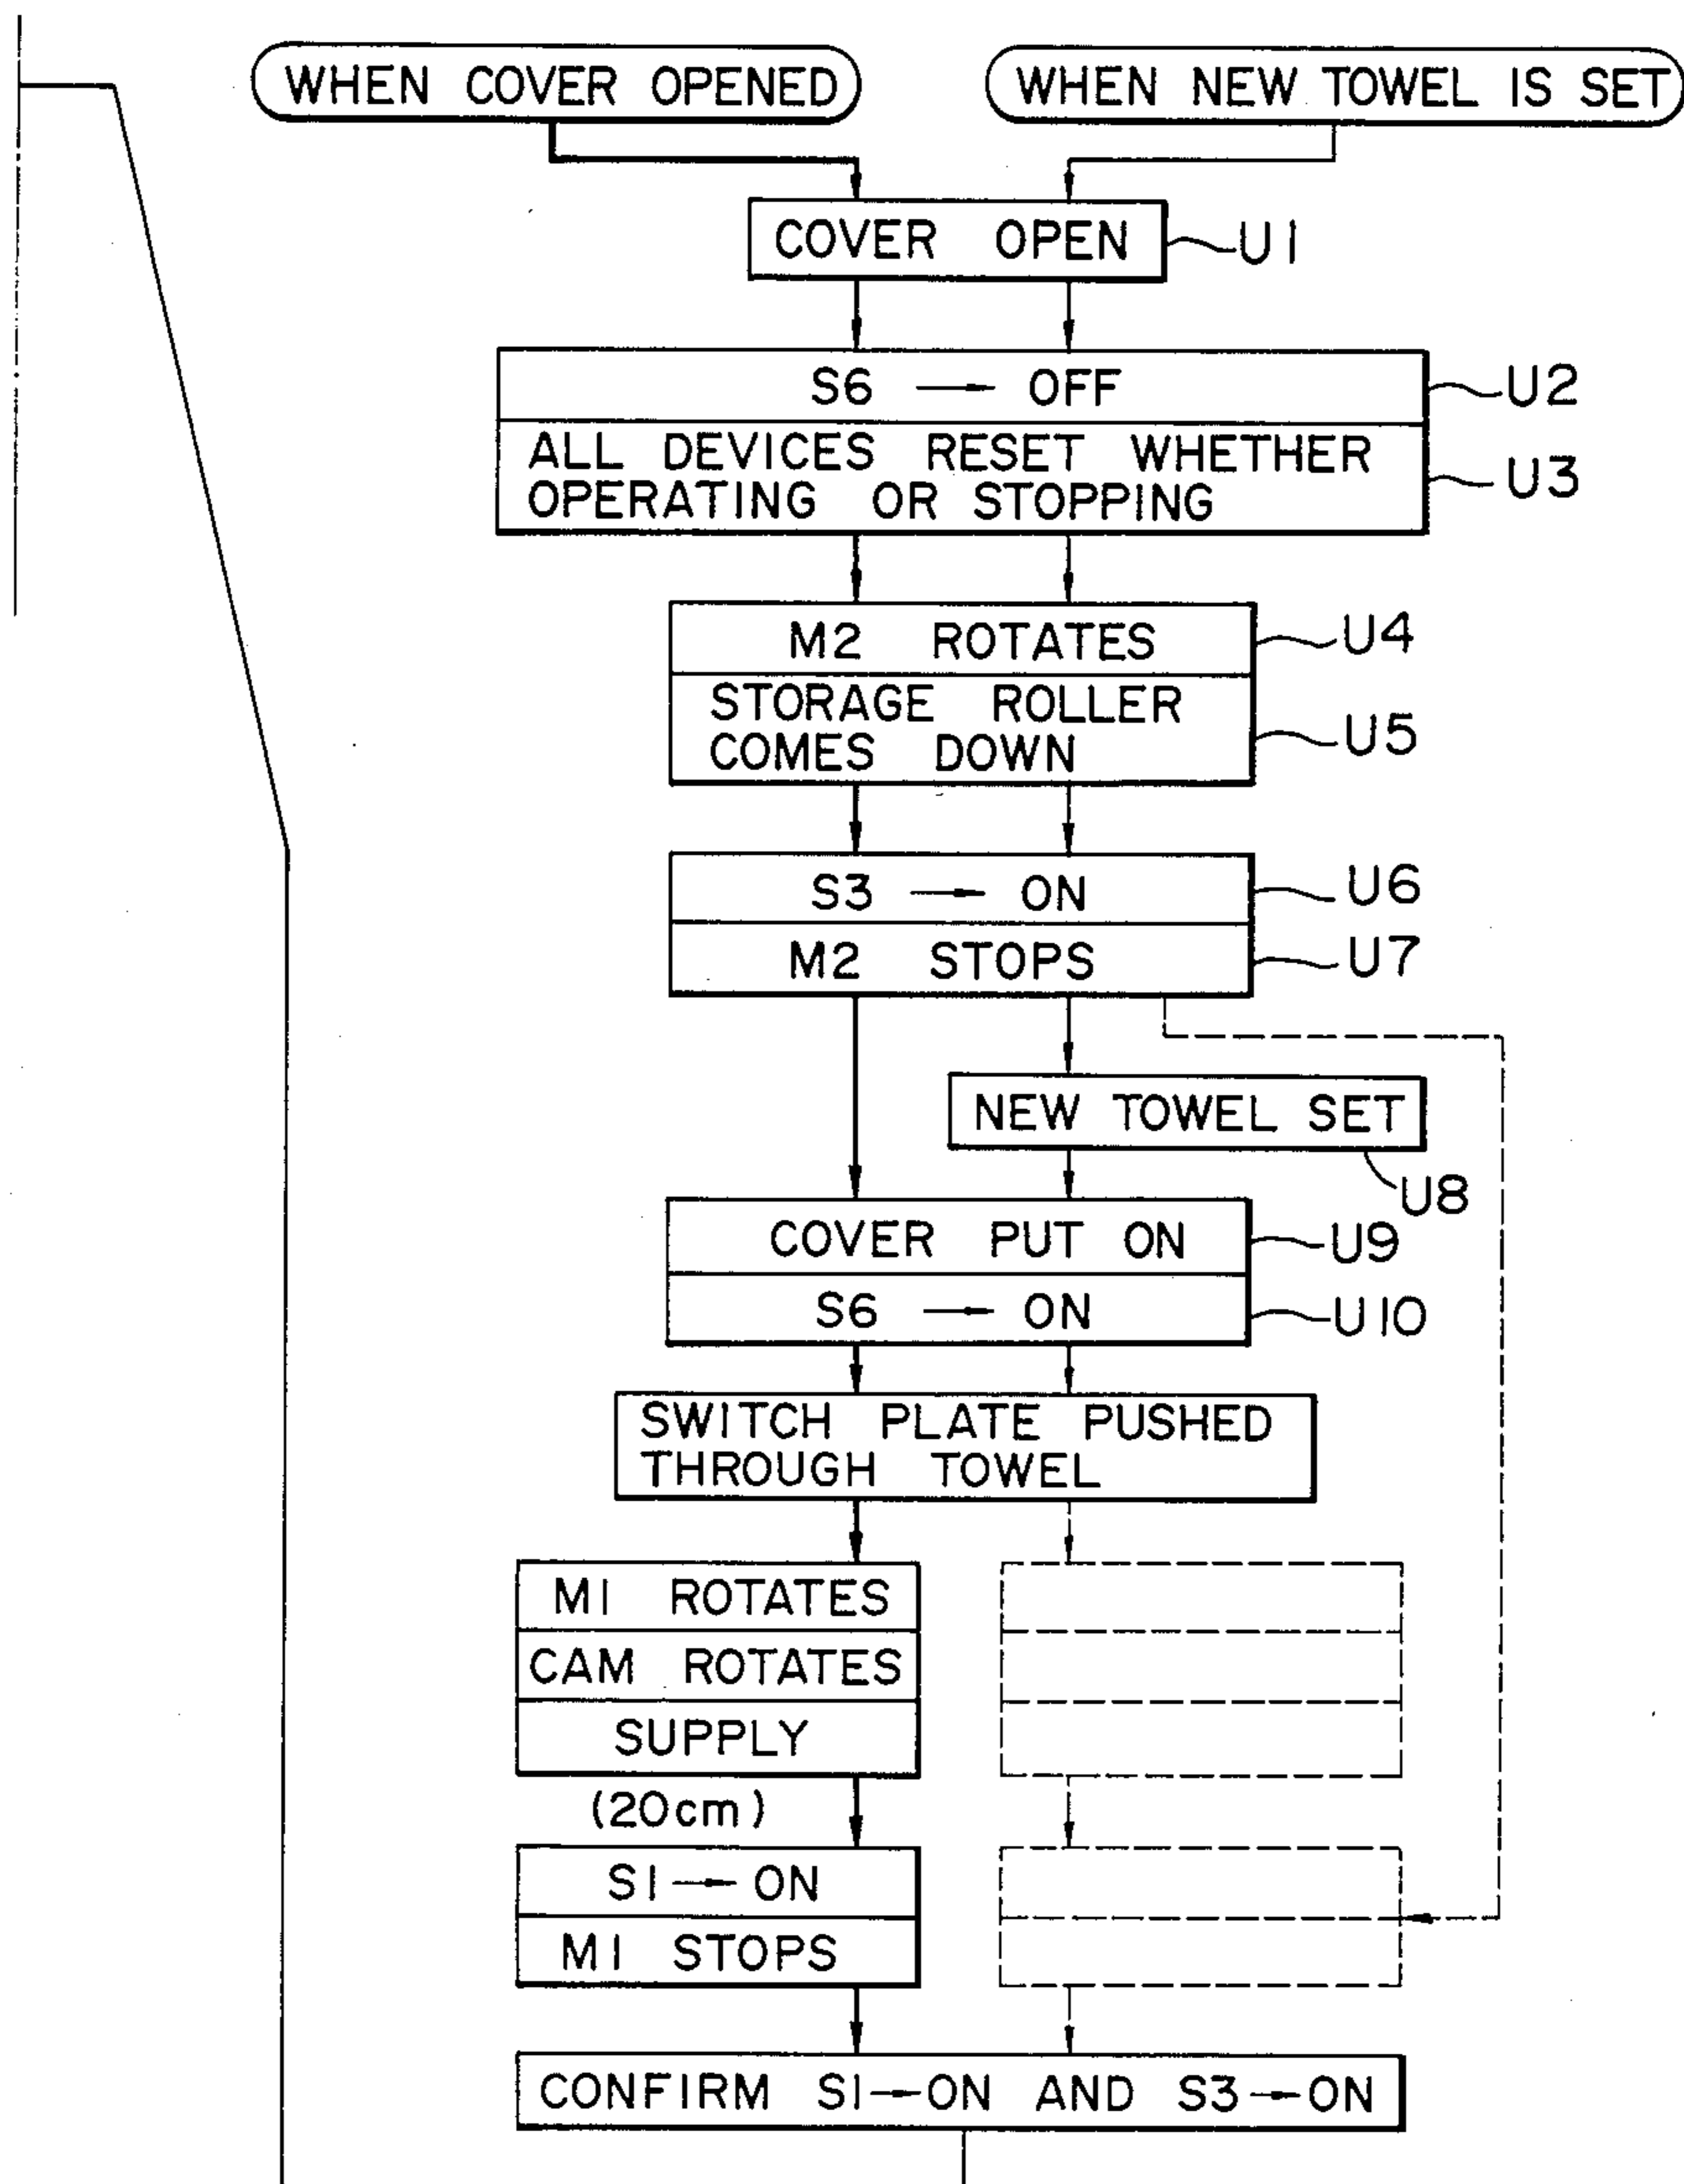 WHEN COVER OPENED
WHEN NEW TOWEL IS SET
COVER OPEN
U1
S6 → OFF
U2
ALL DEVICES RESET WHETHER
OPERATING OR STOPPING
U3
M2 ROTATES
U4
STORAGE ROLLER
COMES DOWN
U5
S3 → ON
U6
M2 STOPS
U7
NEW TOWEL SET
U8
COVER PUT ON
U9
S6 → ON
U10
SWITCH PLATE PUSHED
THROUGH TOWEL
M1 ROTATES
CAM ROTATES
SUPPLY
(20cm)
S1 → ON
M1 STOPS
CONFIRM S1 → ON AND S3 → ON